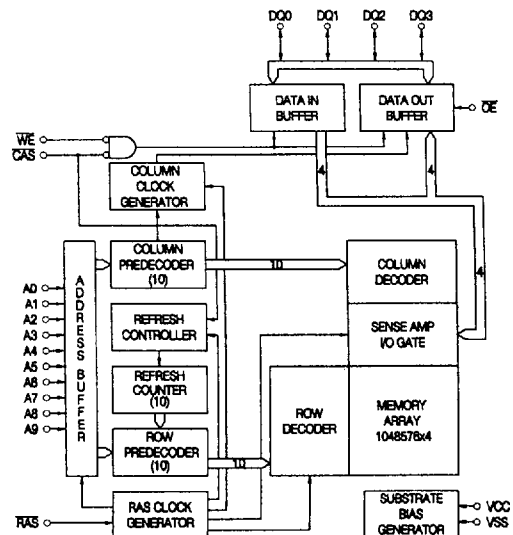 DQ0 DQ1 DQ2 DQ3
DATA IN
BUFFER
DATA OUT
BUFFER
OE
WE
CAS
4
4
COLUMN
CLOCK
GENERATOR
4
COLUMN
PREDECODER
(10)
10
COLUMN
DECODER
ADDRESS BUFFER
A0
A1
A2
A3
A4
A5
A6
A7
A8
A9
REFRESH
CONTROLLER
SENSE AMP
I/O GATE
REFRESH
COUNTER
(10)
ROW
DECODER
MEMORY
ARRAY
1048576x4
ROW
PREDECODER
(10)
10
RAS
RAS CLOCK
GENERATOR
SUBSTRATE
BIAS
GENERATOR
VCC
VSS